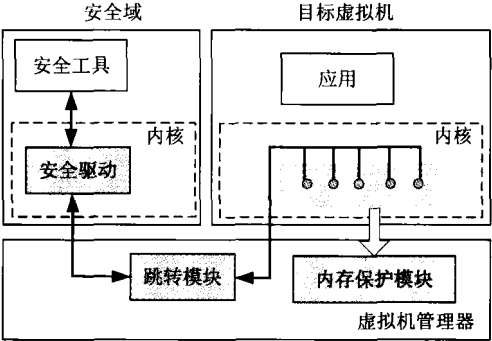 安全域
目标虚拟机
安全工具
应用
内核
内核
安全驱动
跳转模块
内存保护模块
虚拟机管理器